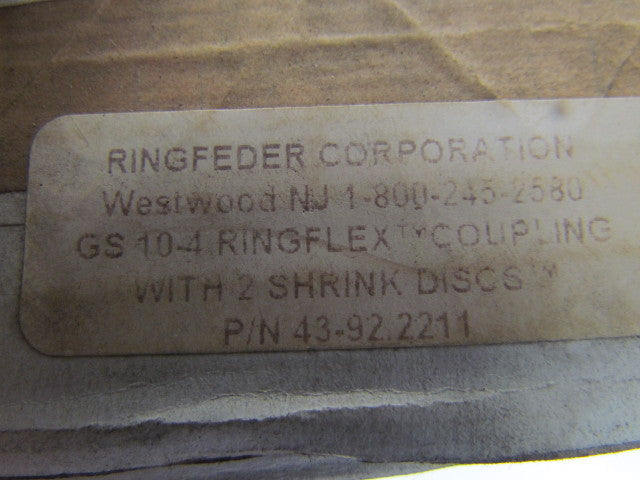 RINGFEDER CORPORATION
Westwood NJ 1-800-245-2580
GS 10-4 RINGFLEX™ COUPLING
WITH 2 SHRINK DISCS™
P/N 43-92.2211